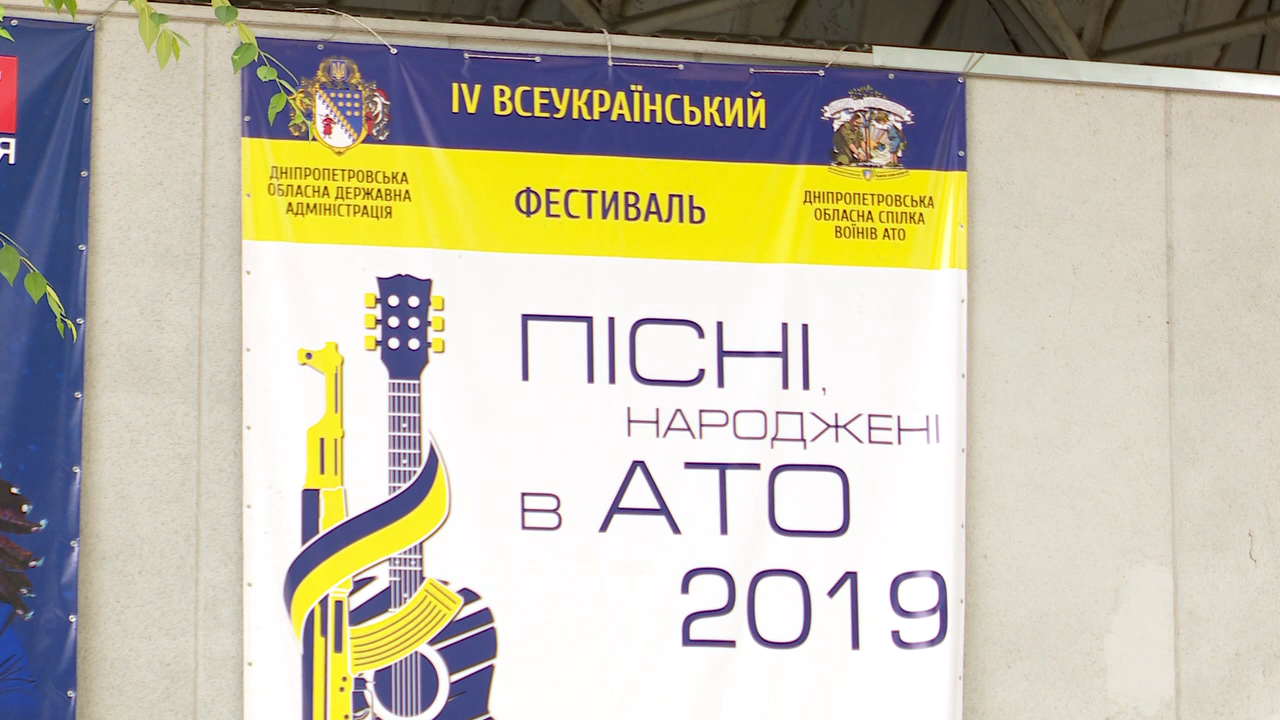 IV ВСЕУКРАЇНСЬКИЙ
ДНІПРОПЕТРОВСЬКА
ОБЛАСНА ДЕРЖАВНА
АДМІНІСТРАЦІЯ
ФЕСТИВАЛЬ
ДНІПРОПЕТРОВСЬКА
ОБЛАСНА СПІЛКА
ВОЇНІВ АТО
ПІСНІ,
НАРОДЖЕНІ
В АТО
2019
Я